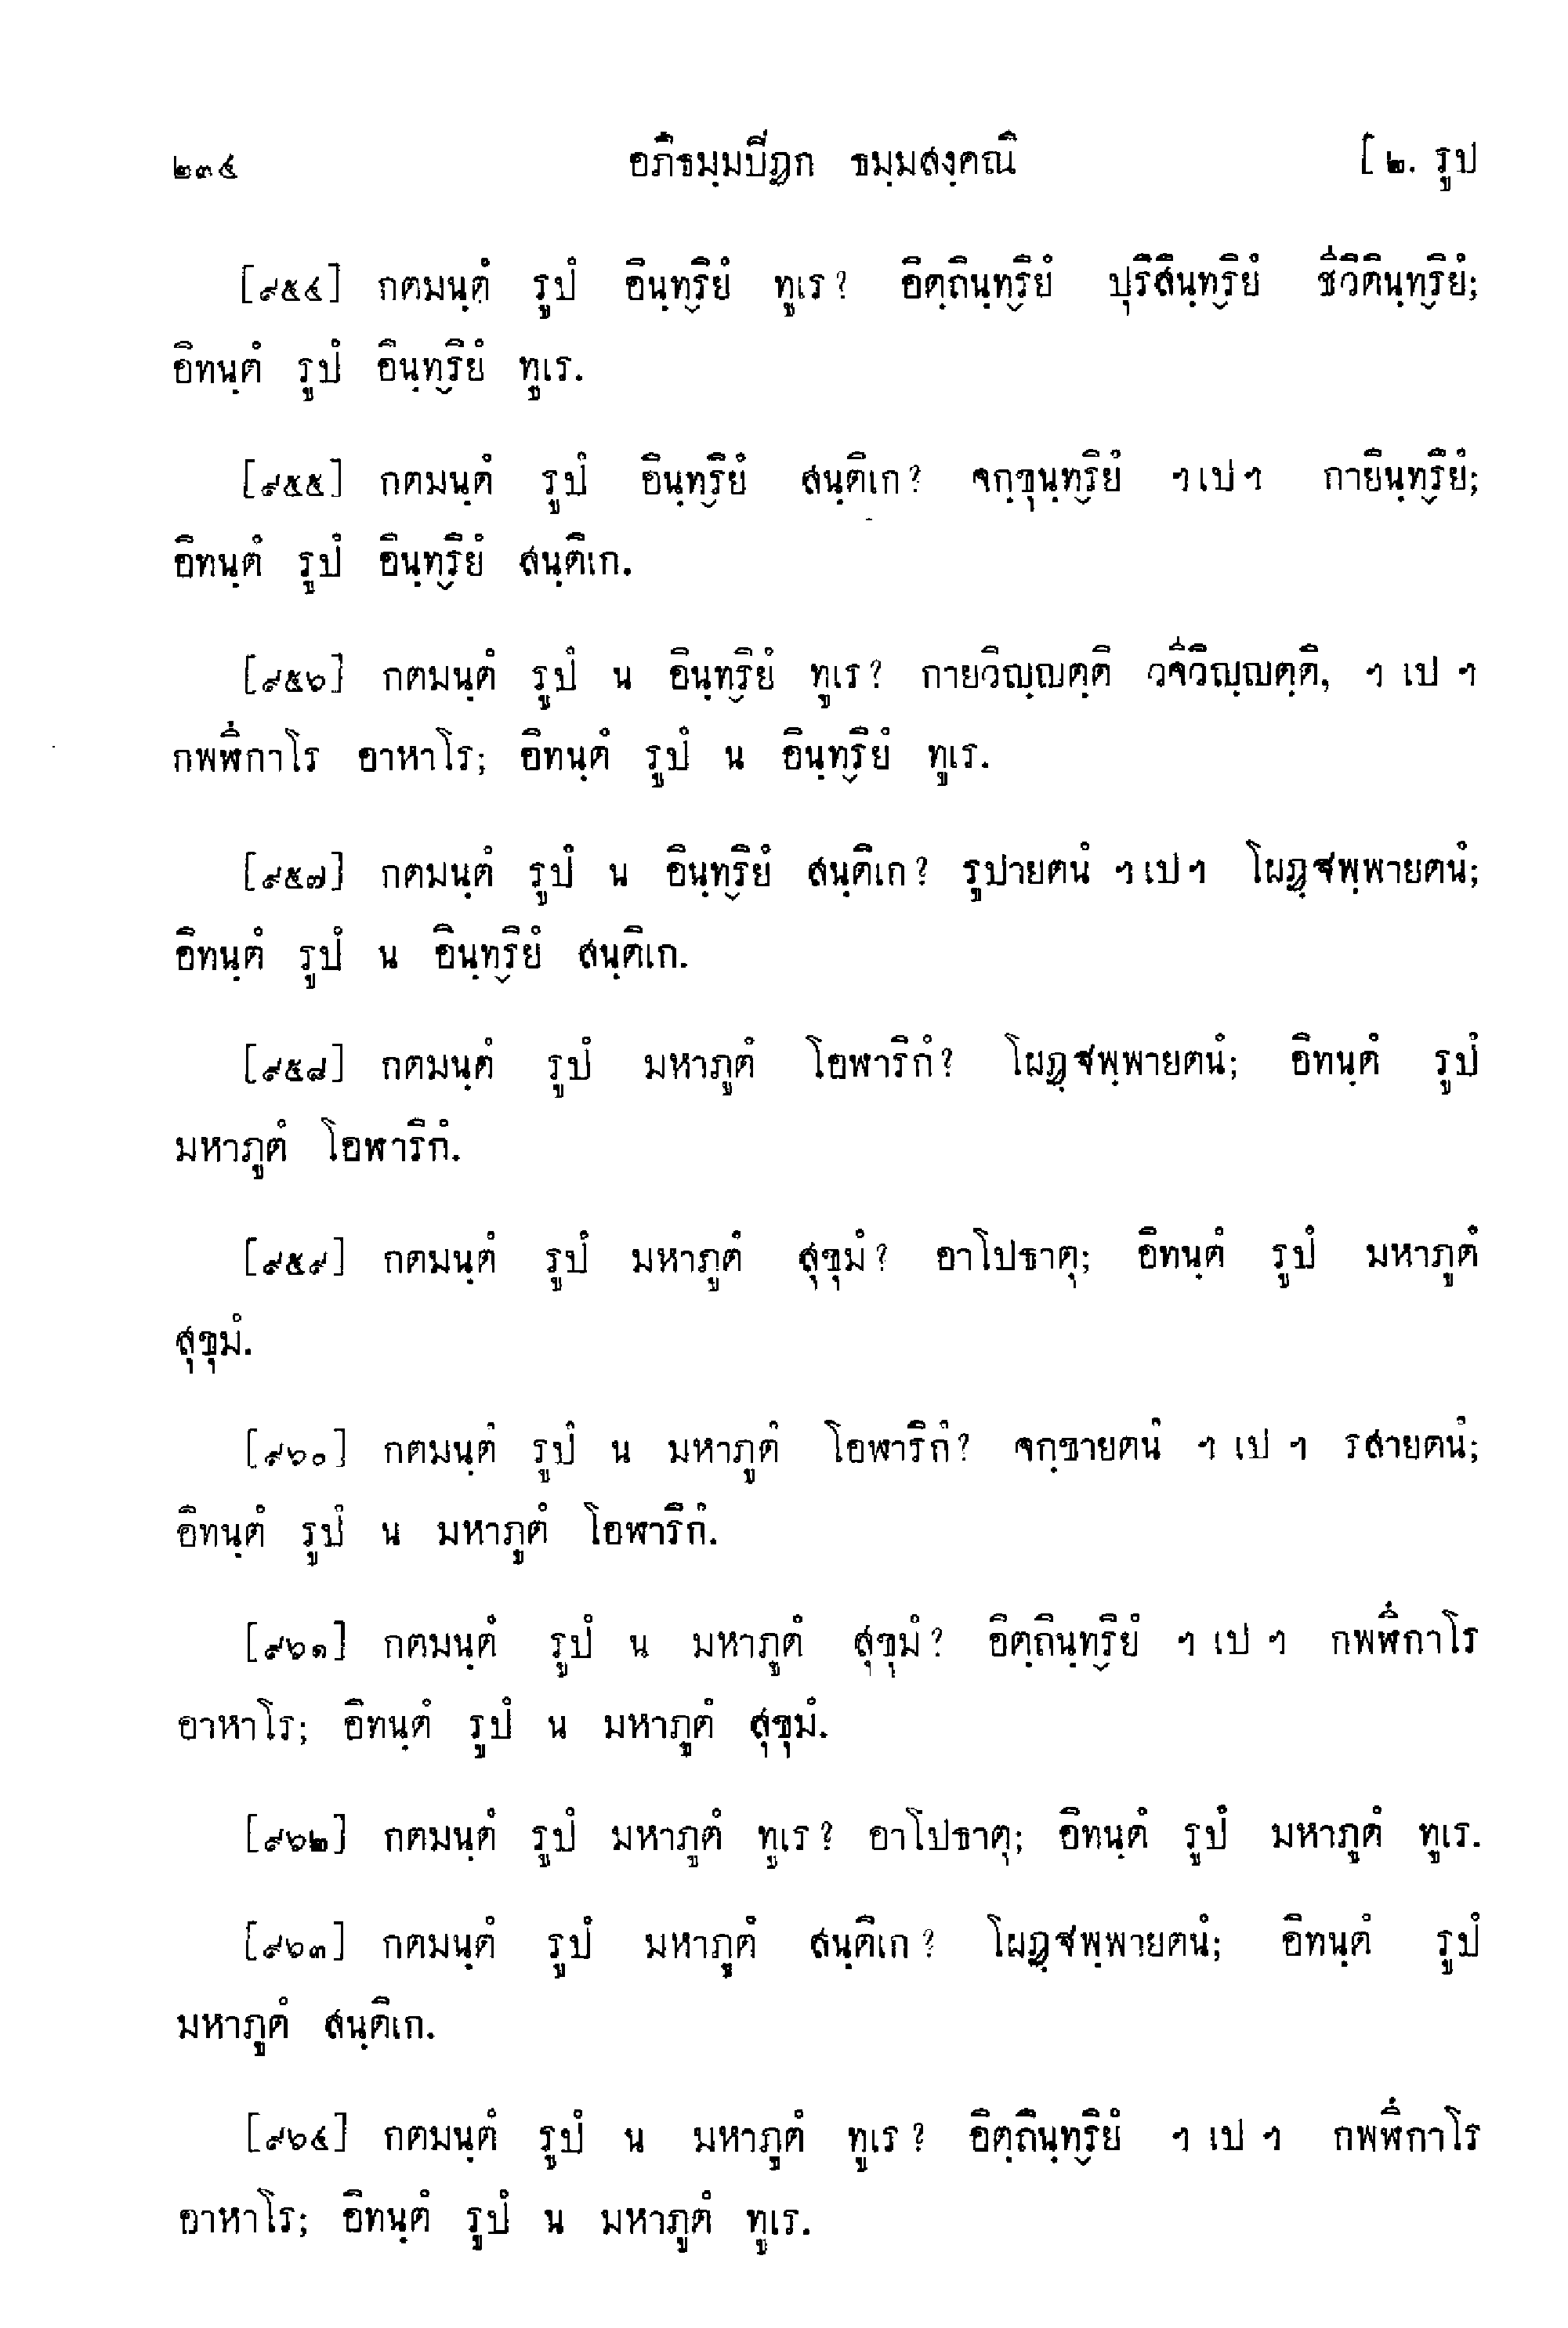 ๒๓๔ อภิธมฺมปิฏก ธมฺมสงฺคณิ [ ๒. รูป
[๙๕๔] กตมนฺตํ รูปํ อินฺทฺริยํ ทูเร? อิตฺถินฺทฺริยํ ปุริสินฺทฺริยํ ชีวิตินฺทฺริยํ;
อิทนฺตํ รูปํ อินฺทฺริยํ ทูเร.
[๙๕๕] กตมนฺตํ รูปํ อินฺทฺริยํ สนฺติเก? จกฺขุนฺทฺริยํ ฯ เป ฯ กายินฺทฺริยํ;
อิทนฺตํ รูปํ อินฺทฺริยํ สนฺติเก.
[๙๕๖] กตมนฺตํ รูปํ น อินฺทฺริยํ ทูเร? กายวิญฺญตฺติ วจีวิญฺญตฺติ, ฯ เป ฯ
กพฬีกาโร อาหาโร; อิทนฺตํ รูปํ น อินฺทฺริยํ ทูเร.
[๙๕๗] กตมนฺตํ รูปํ น อินฺทฺริยํ สนฺติเก? รูปายตนํ ฯ เป ฯ โผฏฺฐพฺพายตนํ;
อิทนฺตํ รูปํ น อินฺทฺริยํ สนฺติเก.
[๙๕๘] กตมนฺตํ รูปํ มหาภูตํ โอฬาริกํ? โผฏฺฐพฺพายตนํ; อิทนฺตํ รูปํ
มหาภูตํ โอฬาริกํ.
[๙๕๙] กตมนฺตํ รูปํ มหาภูตํ สุขุมํ? อาโปธาตุ; อิทนฺตํ รูปํ มหาภูตํ
สุขุมํ.
[๙๖๐] กตมนฺตํ รูปํ น มหาภูตํ โอฬาริกํ? จกฺขายตนํ ฯ เป ฯ รสายตนํ;
อิทนฺตํ รูปํ น มหาภูตํ โอฬาริกํ.
[๙๖๑] กตมนฺตํ รูปํ น มหาภูตํ สุขุมํ? อิตฺถินฺทฺริยํ ฯ เป ฯ กพฬีกาโร
อาหาโร; อิทนฺตํ รูปํ น มหาภูตํ สุขุมํ.
[๙๖๒] กตมนฺตํ รูปํ มหาภูตํ ทูเร? อาโปธาตุ; อิทนฺตํ รูปํ มหาภูตํ ทูเร.
[๙๖๓] กตมนฺตํ รูปํ มหาภูตํ สนฺติเก? โผฏฺฐพฺพายตนํ; อิทนฺตํ รูปํ
มหาภูตํ สนฺติเก.
[๙๖๔] กตมนฺตํ รูปํ น มหาภูตํ ทูเร? อิตฺถินฺทฺริยํ ฯ เป ฯ กพฬีกาโร
อาหาโร; อิทนฺตํ รูปํ น มหาภูตํ ทูเร.